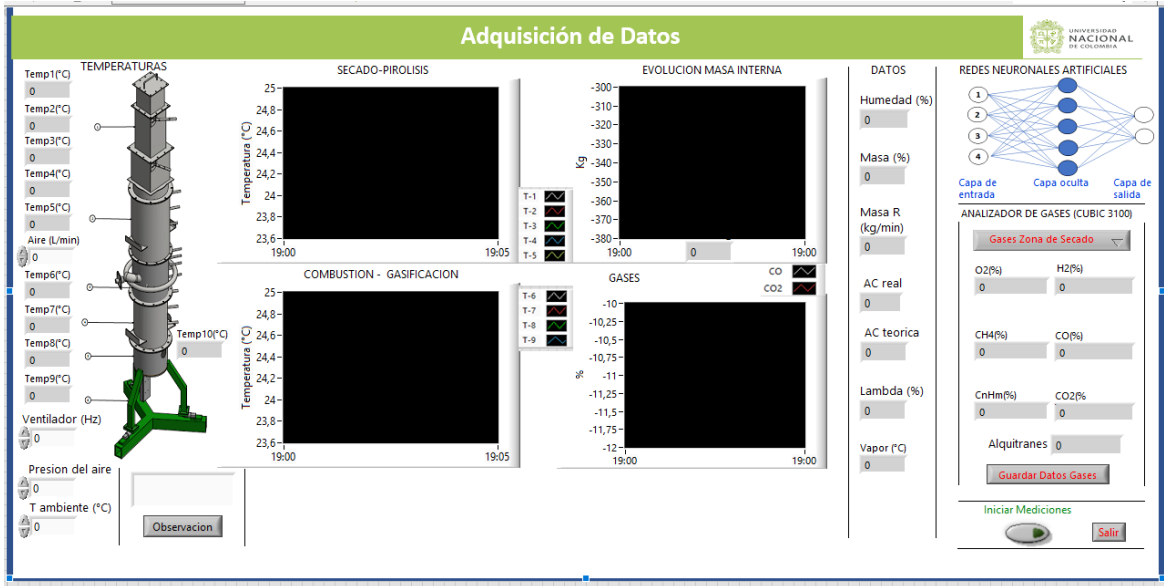 Adquisición de Datos
UNIVERSIDAD
NACIONAL
DE COLOMBIA
TEMPERATURAS
Temp1(°C)
0
Temp2(°C)
0
Temp3(°C)
0
Temp4(°C)
0
Temp5(°C)
0
Aire (L/min)
0
Temp6(°C)
0
Temp7(°C)
0
Temp8(°C)
0
Temp9(°C)
0
Temp10(°C)
0
Ventilador (Hz)
0
Presion del aire
0
T ambiente (°C)
0
Observacion
SECADO-PIROLISIS
Temperatura (°C)
25
24,8
24,6
24,4
24,2
24
23,8
23,6
19:00
19:05
T-1
T-2
T-3
T-4
T-5
EVOLUCION MASA INTERNA
Kg
-300
-310
-320
-330
-340
-350
-360
-370
-380
19:00
0
19:00
COMBUSTION - GASIFICACION
Temperatura (°C)
25
24,8
24,6
24,4
24,2
24
23,8
23,6
19:00
19:05
T-6
T-7
T-8
T-9
GASES
CO
CO2
%
-10
-10,25
-10,5
-10,75
-11
-11,25
-11,5
-11,75
-12
19:00
19:00
DATOS
Humedad (%)
0
Masa (%)
0
Masa R
(kg/min)
0
AC real
0
AC teorica
0
Lambda (%)
0
Vapor (°C)
0
REDES NEURONALES ARTIFICIALES
1
2
3
4
Capa de
entrada
Capa oculta
Capa de
salida
ANALIZADOR DE GASES (CUBIC 3100)
Gases Zona de Secado
O2(%)
0
H2(%)
0
CH4(%)
0
CO(%)
0
CnHm(%)
0
CO2(%
0
Alquitranes 0
Guardar Datos Gases
Iniciar Mediciones
Salir